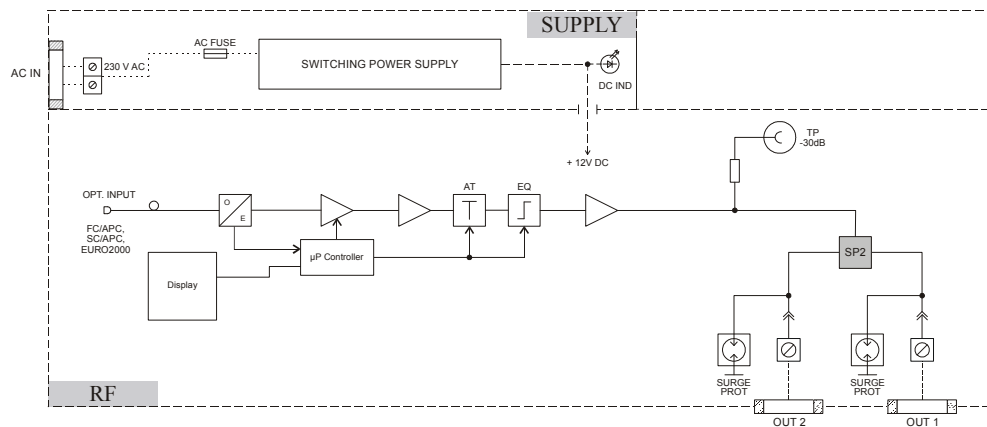 SUPPLY
AC IN
230 V AC
AC FUSE
SWITCHING POWER SUPPLY
DC IND
+ 12V DC
TP
-30dB
OPT. INPUT
FC/APC,
SC/APC,
EURO2000
O
E
AT
EQ
µP Controller
Display
SP2
SURGE
PROT
SURGE
PROT
RF
OUT 2
OUT 1